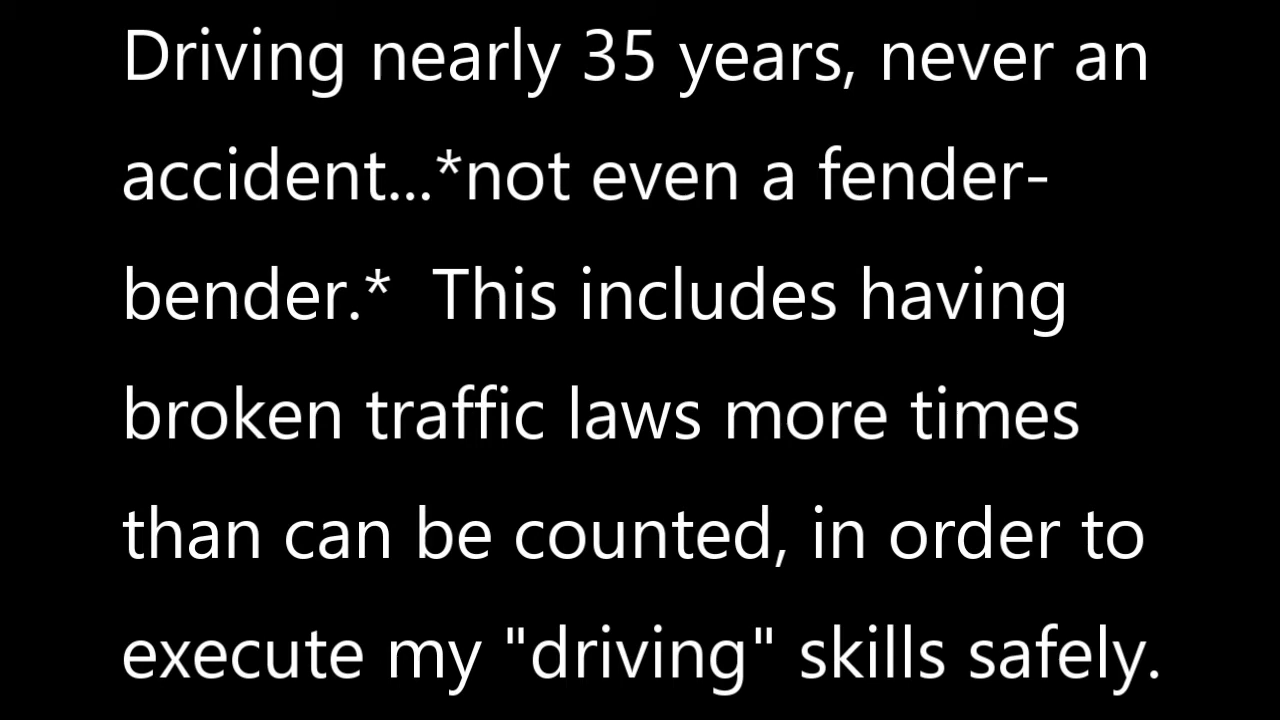 Driving nearly 35 years, never an
accident...*not even a fender-
bender.*  This includes having
broken traffic laws more times
than can be counted, in order to
execute my "driving" skills safely.